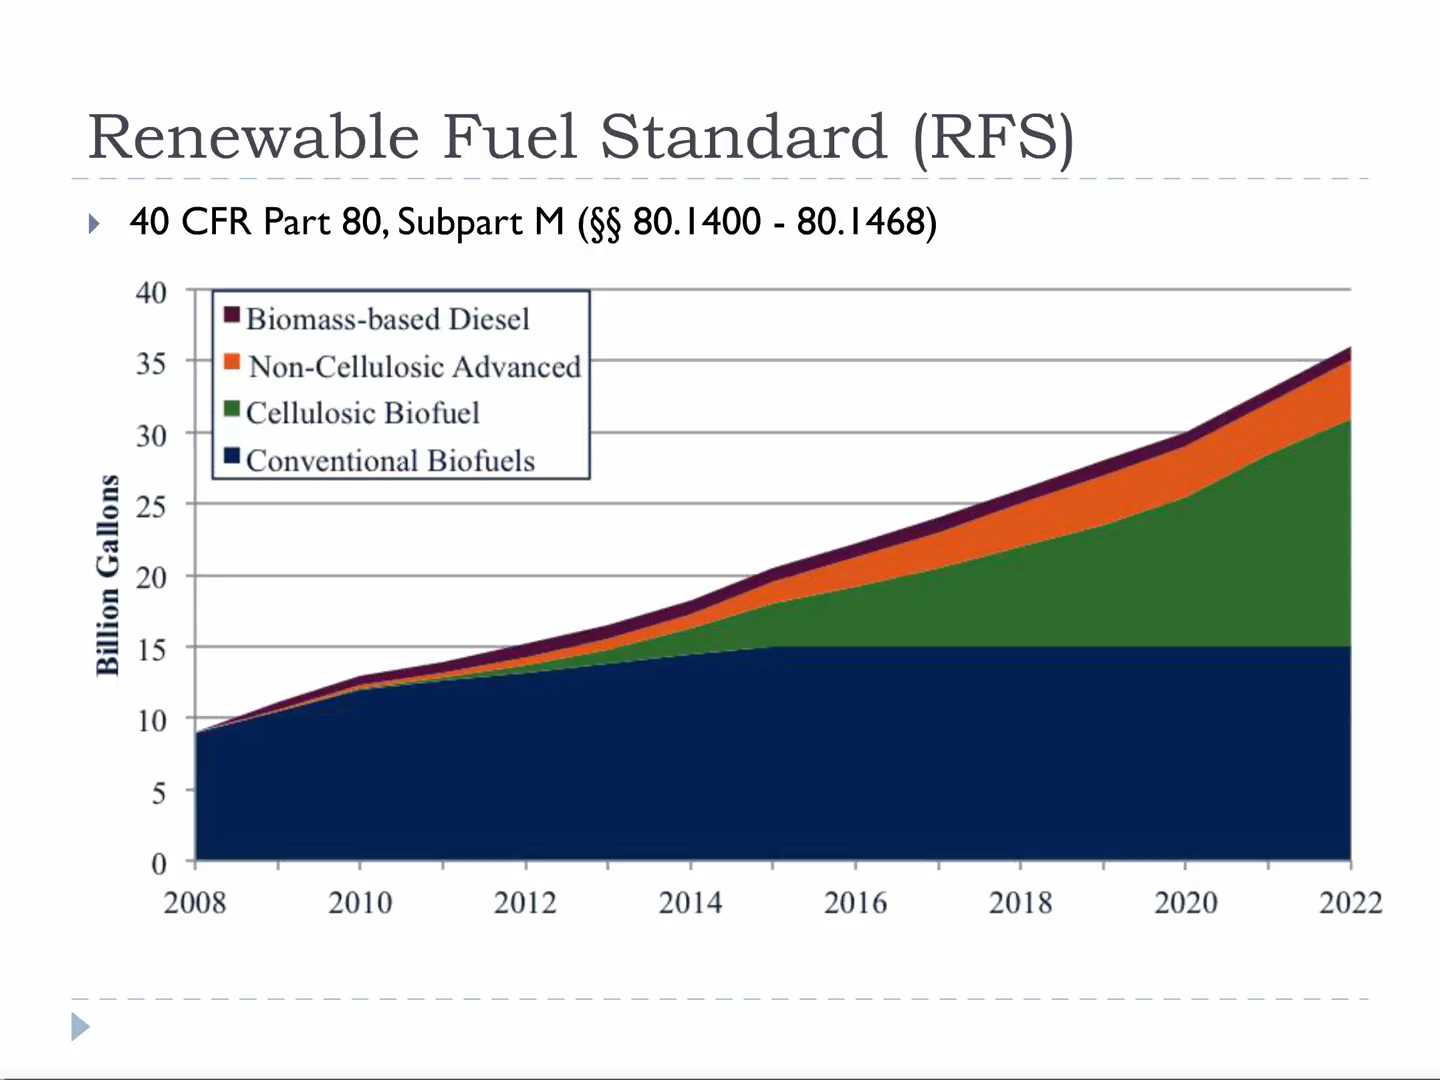 Renewable Fuel Standard (RFS)
40 CFR Part 80, Subpart M (§§ 80.1400 - 80.1468)
Billion Gallons
40
35
30
25
20
15
10
5
0
Biomass-based Diesel
Non-Cellulosic Advanced
Cellulosic Biofuel
Conventional Biofuels
2008 2010 2012 2014 2016 2018 2020 2022